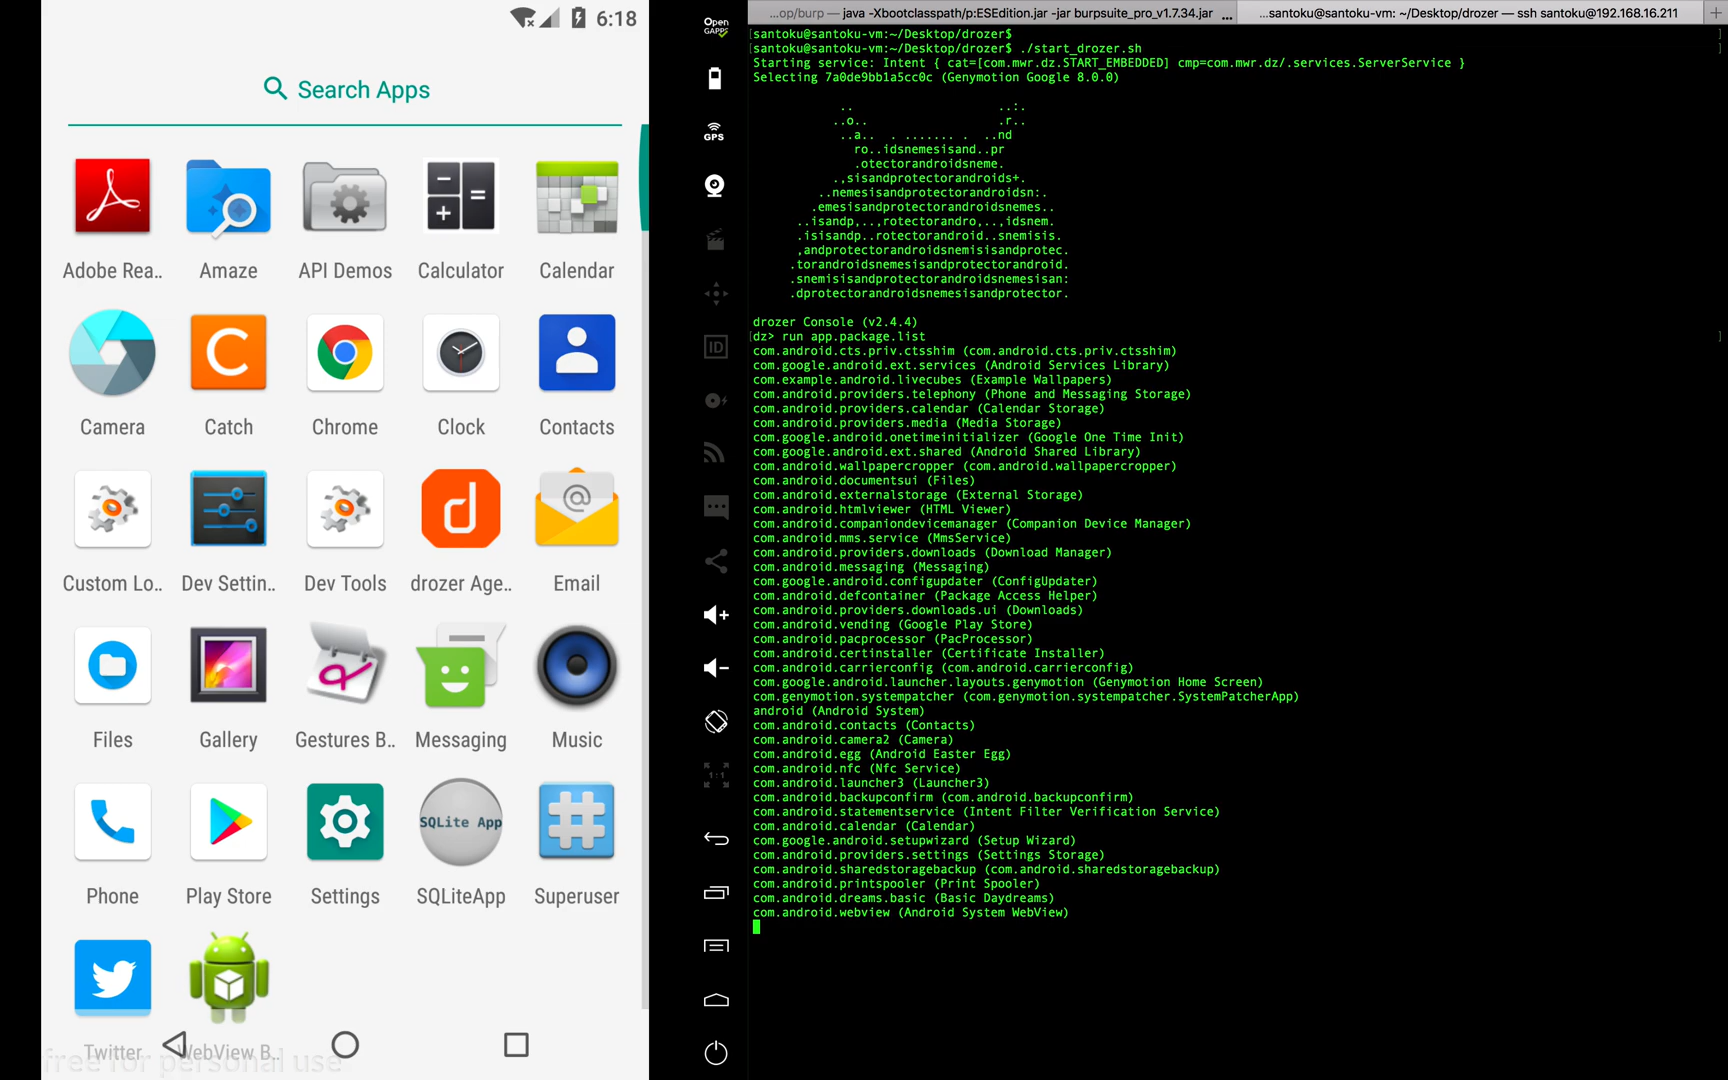 6:18
Search Apps
Adobe Rea..
Amaze
API Demos
Calculator
Calendar
Camera
Catch
Chrome
Clock
Contacts
Custom Lo..
Dev Settin..
Dev Tools
drozer Age..
Email
Files
Gallery
Gestures B..
Messaging
Music
Phone
Play Store
Settings
SQLite App
SQLiteApp
Superuser
Twitter
WebView B..
free for personal use
Open
GAPPS
GPS
ID
1:1
...op/burp — java -Xbootclasspath/p:ESEdition.jar -jar burpsuite_pro_v1.7.34.jar ...
...santoku@santoku-vm: ~/Desktop/drozer — ssh santoku@192.168.16.211
[santoku@santoku-vm:~/Desktop/drozer$ ]
[santoku@santoku-vm:~/Desktop/drozer$ ./start_drozer.sh ]
Starting service: Intent { cat=[com.mwr.dz.START_EMBEDDED] cmp=com.mwr.dz/.services.ServerService }
Selecting 7a0de9bb1a5cc0c (Genymotion Google 8.0.0)
.. ..:.
..o.. .r..
..a.. . ....... . ..nd
ro..idsnemesisand..pr
.otectorandroidsneme.
.,sisandprotectorandroids+.
..nemesisandprotectorandroidsn:.
.emesisandprotectorandroidsnemes..
..isandp,..,rotectorandro,..,idsnem.
.isisandp..rotectorandroid..snemisis.
,andprotectorandroidsnemisisandprotec.
.torandroidsnemesisandprotectorandroid.
.snemisisandprotectorandroidsnemesisan:
.dprotectorandroidsnemesisandprotector.
drozer Console (v2.4.4)
[dz> run app.package.list ]
com.android.cts.priv.ctsshim (com.android.cts.priv.ctsshim)
com.google.android.ext.services (Android Services Library)
com.example.android.livecubes (Example Wallpapers)
com.android.providers.telephony (Phone and Messaging Storage)
com.android.providers.calendar (Calendar Storage)
com.android.providers.media (Media Storage)
com.google.android.onetimeinitializer (Google One Time Init)
com.google.android.ext.shared (Android Shared Library)
com.android.wallpapercropper (com.android.wallpapercropper)
com.android.documentsui (Files)
com.android.externalstorage (External Storage)
com.android.htmlviewer (HTML Viewer)
com.android.companiondevicemanager (Companion Device Manager)
com.android.mms.service (MmsService)
com.android.providers.downloads (Download Manager)
com.android.messaging (Messaging)
com.google.android.configupdater (ConfigUpdater)
com.android.defcontainer (Package Access Helper)
com.android.providers.downloads.ui (Downloads)
com.android.vending (Google Play Store)
com.android.pacprocessor (PacProcessor)
com.android.certinstaller (Certificate Installer)
com.android.carrierconfig (com.android.carrierconfig)
com.google.android.launcher.layouts.genymotion (Genymotion Home Screen)
com.genymotion.systempatcher (com.genymotion.systempatcher.SystemPatcherApp)
android (Android System)
com.android.contacts (Contacts)
com.android.camera2 (Camera)
com.android.egg (Android Easter Egg)
com.android.nfc (Nfc Service)
com.android.launcher3 (Launcher3)
com.android.backupconfirm (com.android.backupconfirm)
com.android.statementservice (Intent Filter Verification Service)
com.android.calendar (Calendar)
com.google.android.setupwizard (Setup Wizard)
com.android.providers.settings (Settings Storage)
com.android.sharedstoragebackup (com.android.sharedstoragebackup)
com.android.printspooler (Print Spooler)
com.android.dreams.basic (Basic Daydreams)
com.android.webview (Android System WebView)